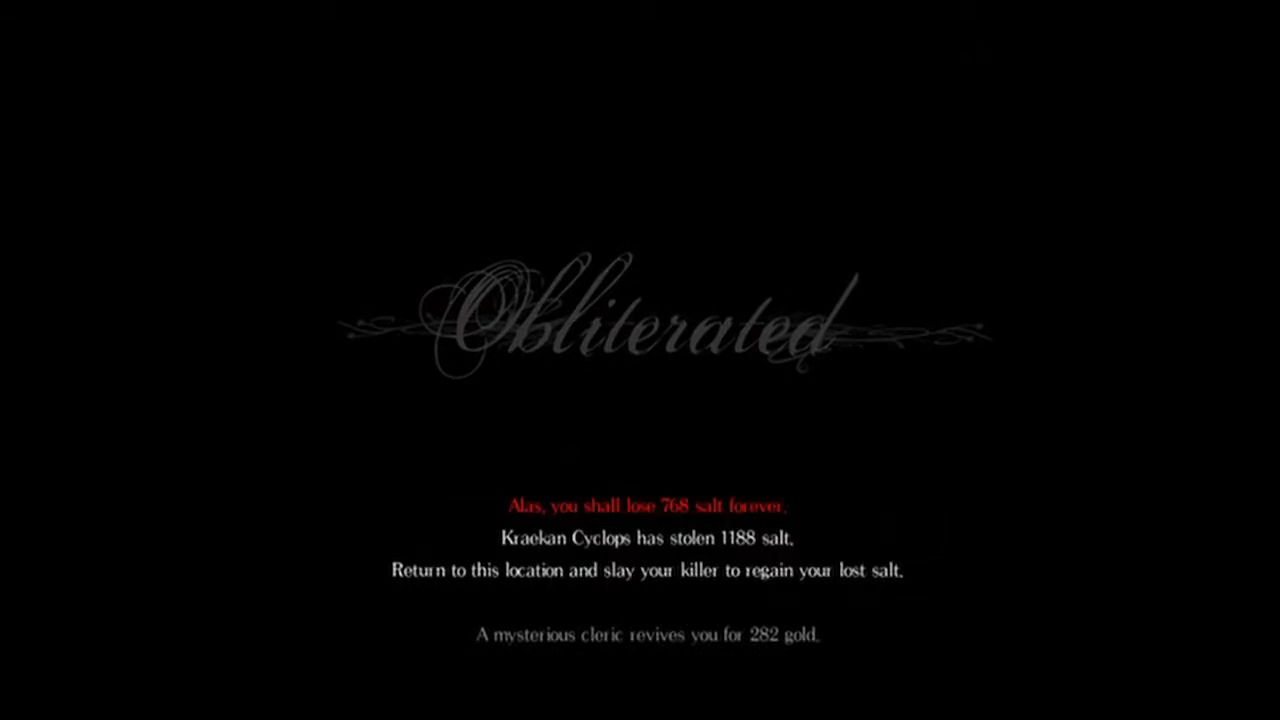 Obliterated
Alas, you shall lose 768 salt forever.
Kraekan Cyclops has stolen 1188 salt.
Return to this location and slay your killer to regain your lost salt.
A mysterious cleric revives you for 282 gold.